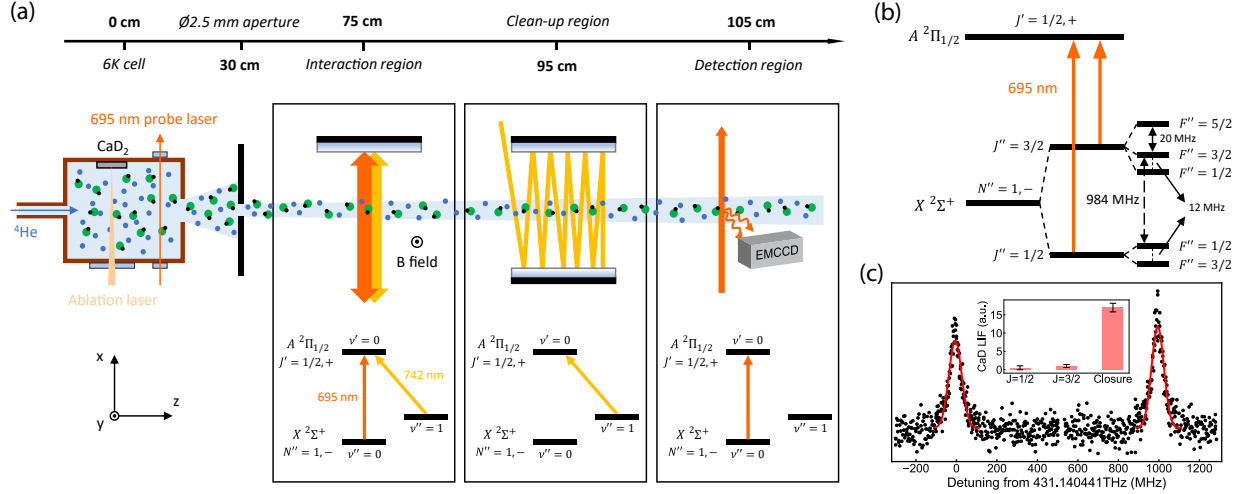 (a)
0 cm
Ø2.5 mm aperture
75 cm
Clean-up region
105 cm
6K cell
30 cm
Interaction region
95 cm
Detection region
695 nm probe laser
CaD₂
⁴He
Ablation laser
B field
EMCCD
x
y
z
A ²Π₁/₂
v′ = 0
J′ = 1/2, +
695 nm
742 nm
v″ = 1
X ²Σ⁺
N″ = 1, −
v″ = 0
A ²Π₁/₂
v′ = 0
J′ = 1/2, +
v″ = 1
X ²Σ⁺
N″ = 1, −
v″ = 0
A ²Π₁/₂
v′ = 0
J′ = 1/2, +
v″ = 1
X ²Σ⁺
N″ = 1, −
v″ = 0
(b)
J′ = 1/2, +
A ²Π₁/₂
695 nm
F″ = 5/2
20 MHz
J″ = 3/2
F″ = 3/2
F″ = 1/2
N″ = 1, −
X ²Σ⁺
984 MHz
12 MHz
F″ = 1/2
J″ = 1/2
F″ = 3/2
(c)
CaD LIF (a.u.)
15
10
5
0
J=1/2
J=3/2
Closure
−200
0
200
400
600
800
1000
1200
Detuning from 431.140441THz (MHz)